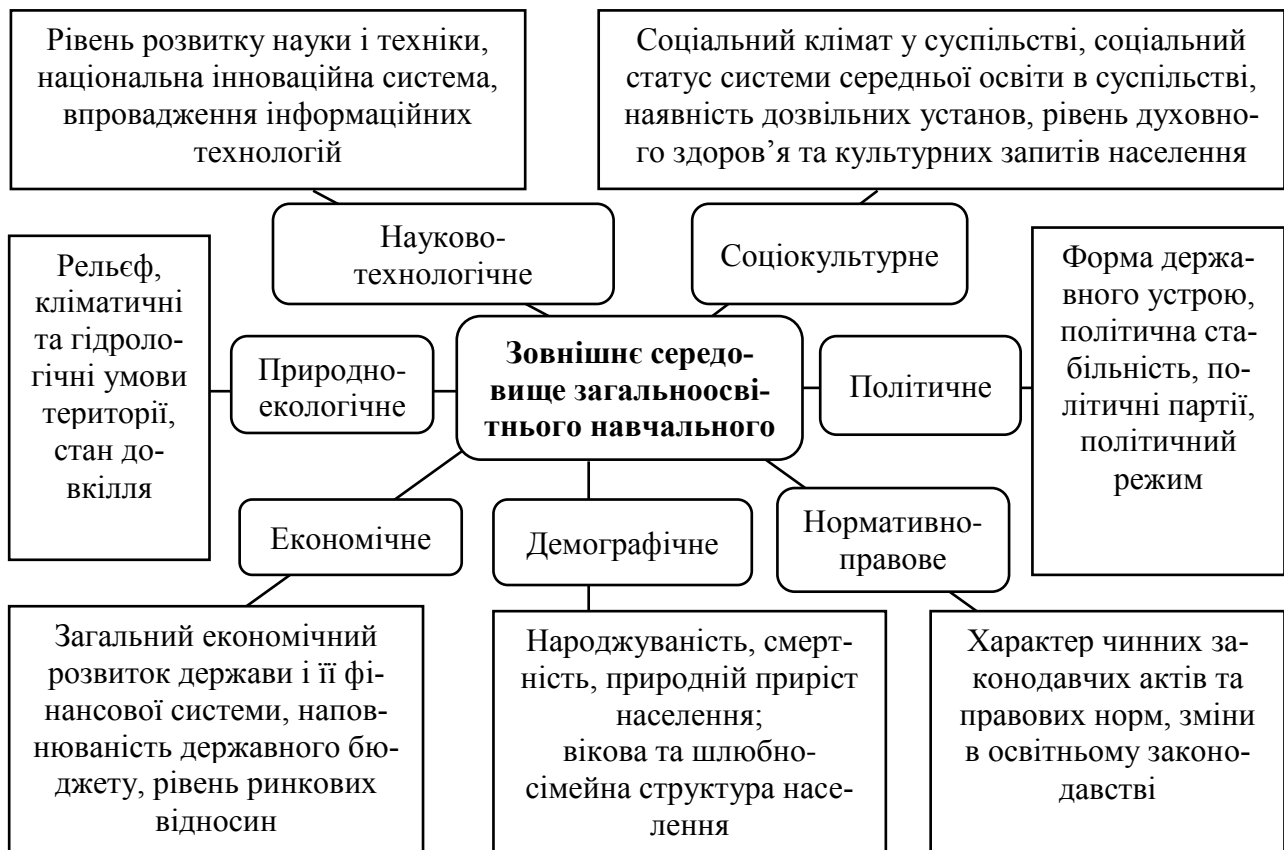 Рівень розвитку науки і техніки,
національна інноваційна система,
впровадження інформаційних
технологій
Соціальний клімат у суспільстві, соціальний
статус системи середньої освіти в суспільстві,
наявність дозвільних установ, рівень духовно-
го здоров’я та культурних запитів населення
Науково-
технологічне
Соціокультурне
Рельєф,
кліматичні
та гідроло-
гічні умови
території,
стан до-
вкілля
Природно-
екологічне
Зовнішнє середо-
вище загальноосві-
тнього навчального
Політичне
Форма держа-
вного устрою,
політична ста-
більність, по-
літичні партії,
політичний
режим
Економічне
Демографічне
Нормативно-
правове
Загальний економічний
розвиток держави і її фі-
нансової системи, напов-
нюваність державного бю-
джету, рівень ринкових
відносин
Народжуваність, смерт-
ність, природній приріст
населення;
вікова та шлюбно-
сімейна структура насе-
лення
Характер чинних за-
конодавчих актів та
правових норм, зміни
в освітньому законо-
давстві